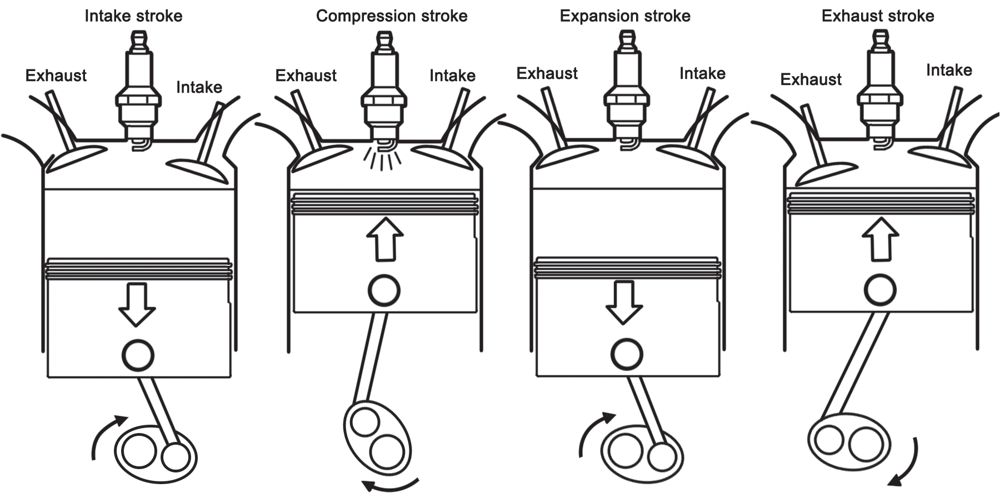 Intake stroke
Exhaust
Intake
Compression stroke
Exhaust
Intake
Expansion stroke
Exhaust
Intake
Exhaust stroke
Exhaust
Intake